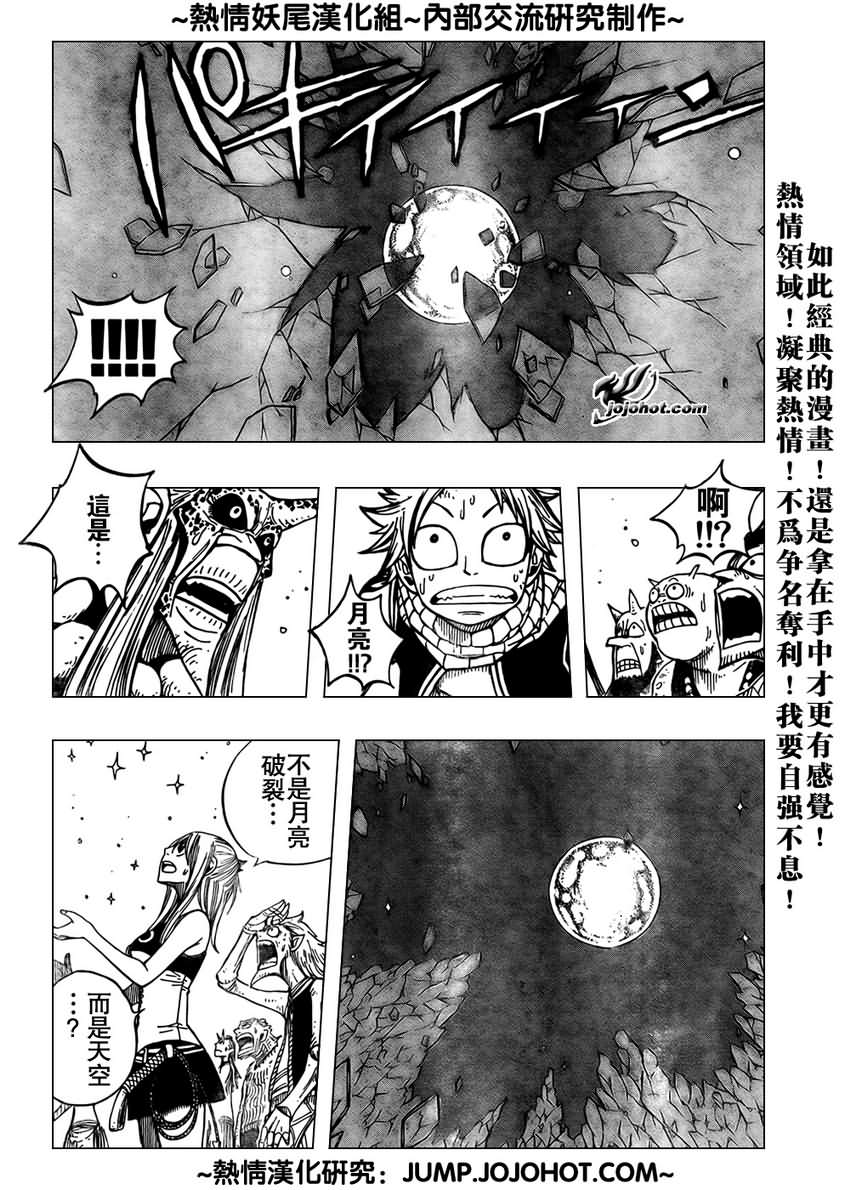 ~熱情妖尾漢化組~內部交流研究制作~
パキィイイイン
!!!!
jojohot.com
如此經典的漫畫！還是拿在手中才更有感覺！
熱情領域！凝聚熱情！不爲争名奪利！我要自强不息！
啊
!!?
月亮!!?
這是…
不是月亮
破裂…
而是天空
…?
~熱情漢化研究：JUMP.JOJOHOT.COM~